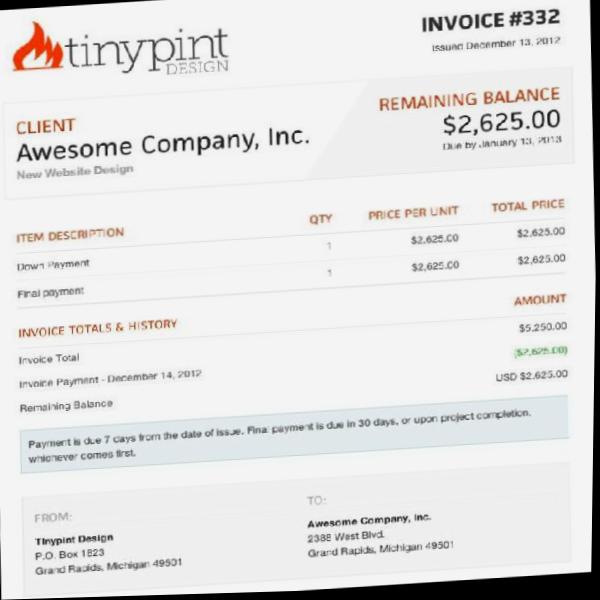 tinypint
DESIGN
INVOICE #332
Issued December 13, 2012
CLIENT
Awesome Company, Inc.
New Website Design
REMAINING BALANCE
$2,625.00
Due by January 13, 2013
ITEM DESCRIPTION QTY PRICE PER UNIT TOTAL PRICE
Down Payment 1 $2,625.00 $2,625.00
Final payment 1 $2,625.00 $2,625.00
INVOICE TOTALS & HISTORY AMOUNT
Invoice Total $5,250.00
Invoice Payment - December 14, 2012 ($2,625.00)
Remaining Balance USD $2,625.00
Payment is due 7 days from the date of issue. Final payment is due in 30 days, or upon project completion.
whichever comes first.
FROM:
Tinypint Design
P.O. Box 1823
Grand Rapids, Michigan 49501
TO:
Awesome Company, Inc.
2388 West Blvd.
Grand Rapids, Michigan 49501